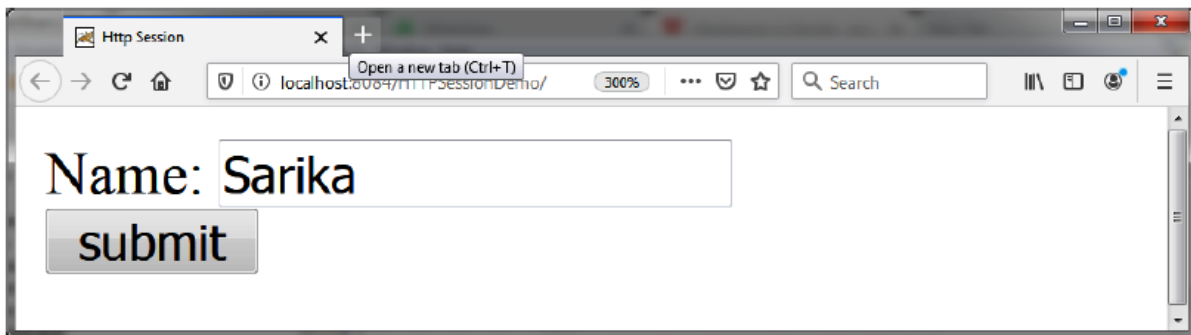 Http Session
Open a new tab (Ctrl+T)
localhost:8084/HTTPSessionDemo/ 300% Search
Name: Sarika
submit